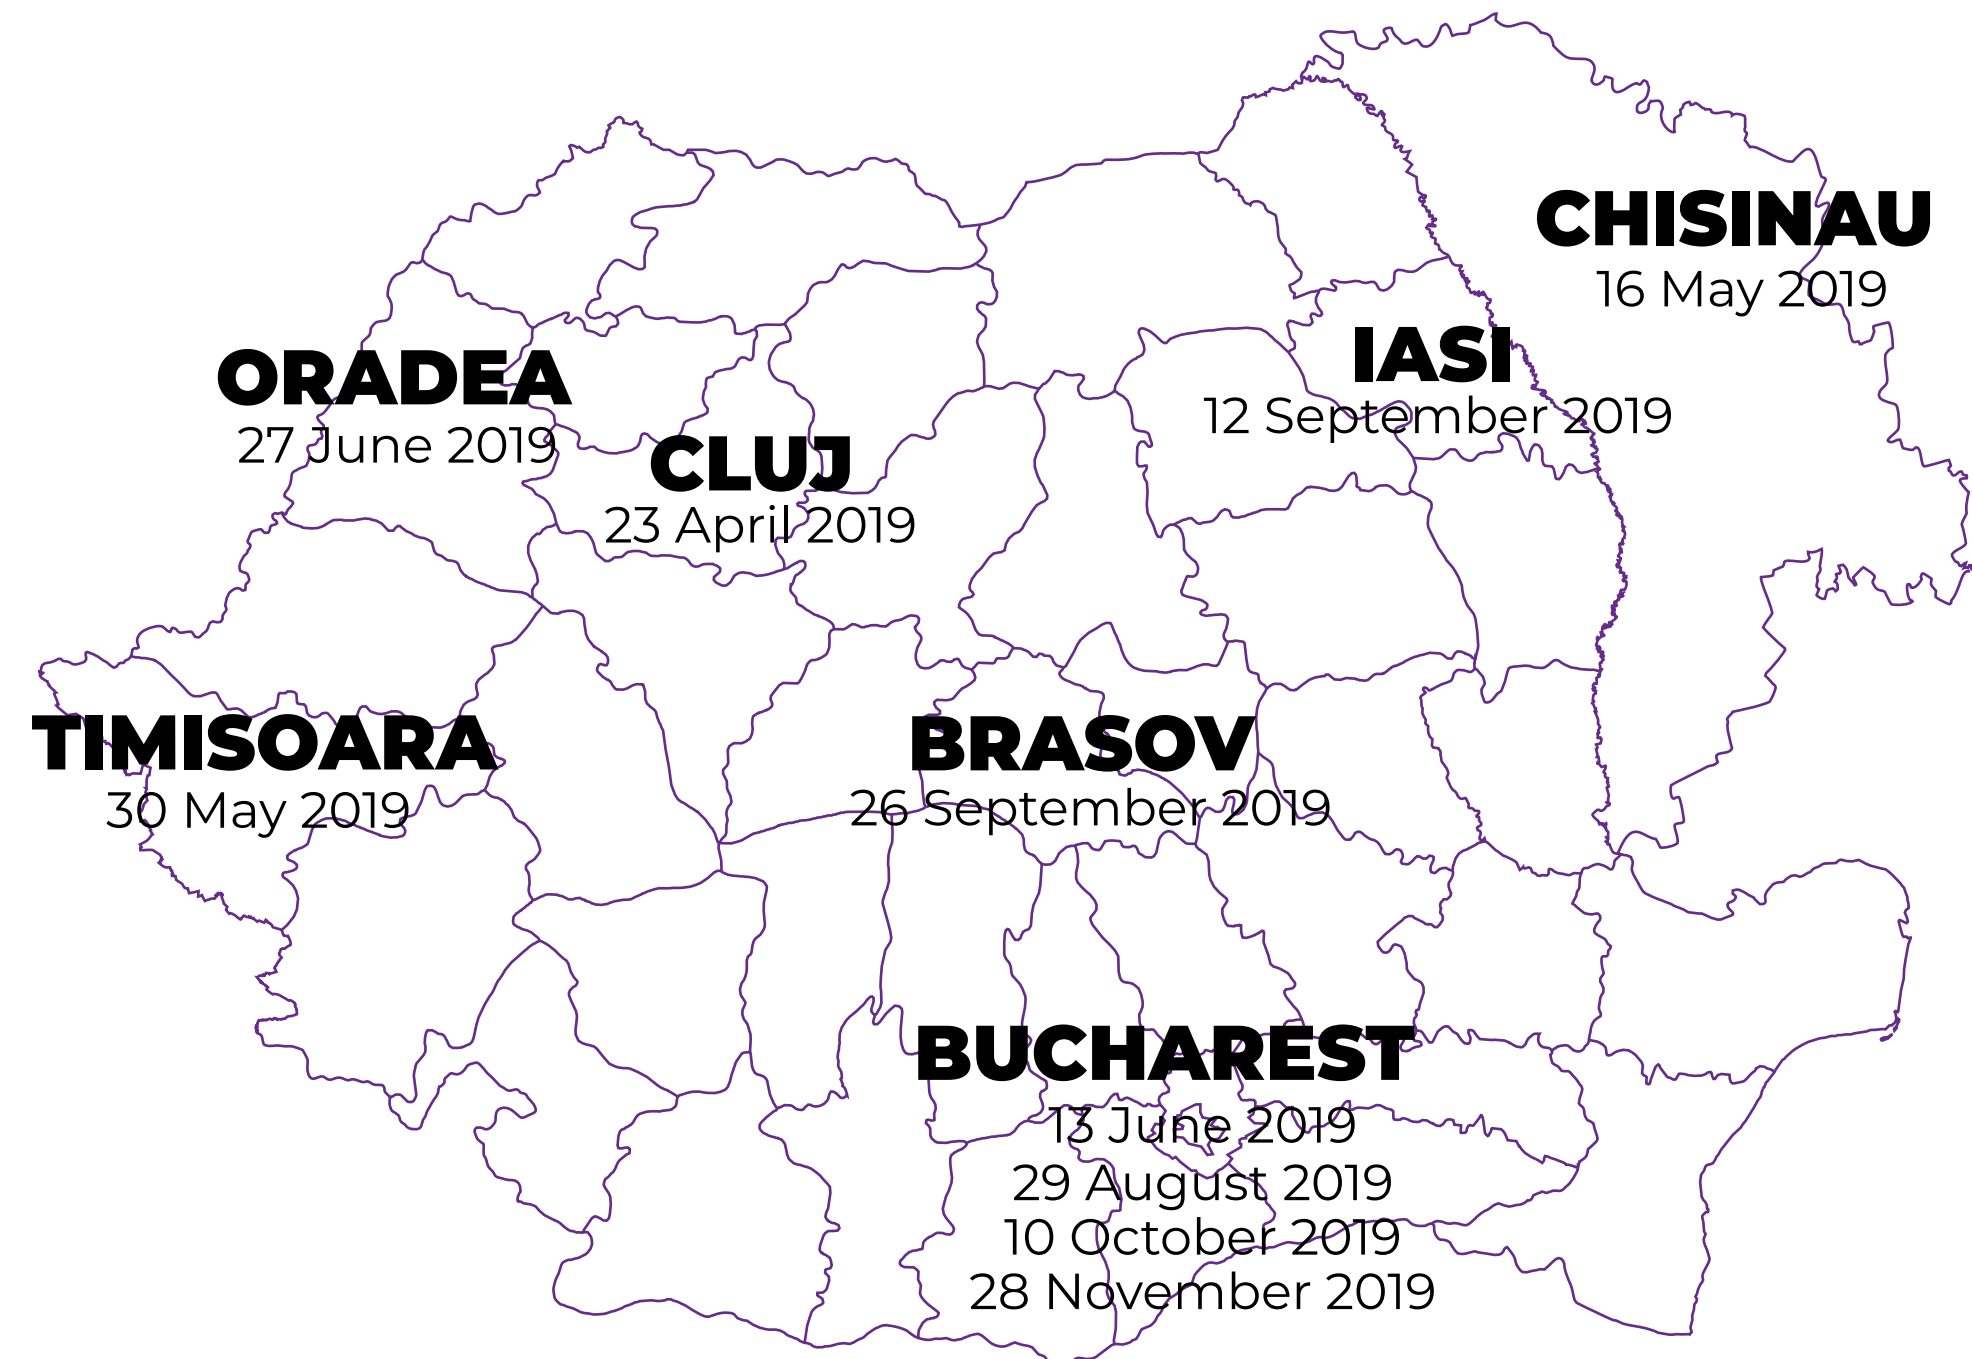 CHISINAU
16 May 2019
IASI
12 September 2019
ORADEA
27 June 2019
CLUJ
23 April 2019
TIMISOARA
30 May 2019
BRASOV
26 September 2019
BUCHAREST
13 June 2019
29 August 2019
10 October 2019
28 November 2019